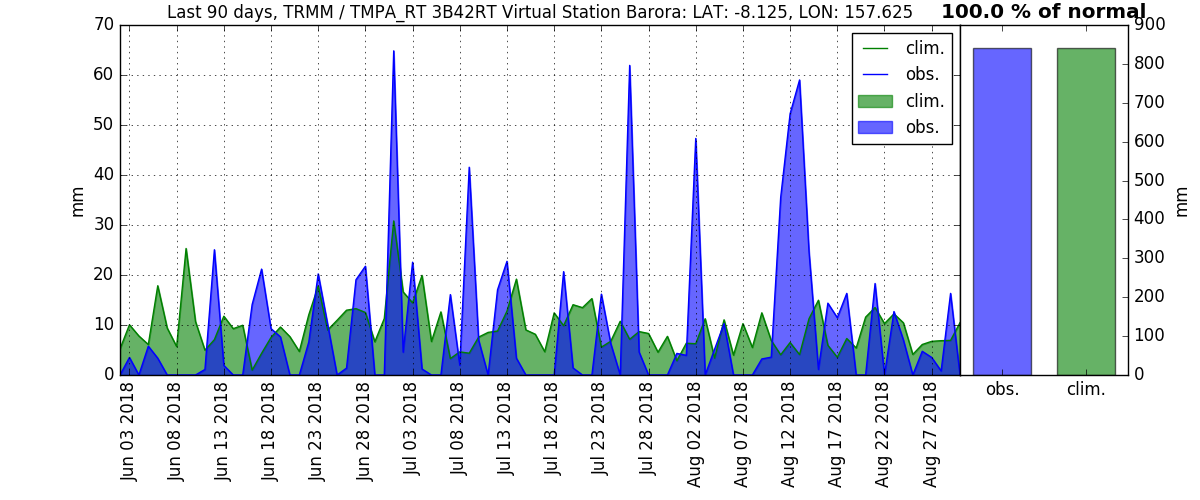 Last 90 days, TRMM / TMPA_RT 3B42RT Virtual Station Barora: LAT: -8.125, LON: 157.625
100.0 % of normal
70
60
50
40
30
20
10
0
mm
clim.
obs.
clim.
obs.
900
800
700
600
500
400
300
200
100
0
mm
obs.
clim.
Jun 03 2018
Jun 08 2018
Jun 13 2018
Jun 18 2018
Jun 23 2018
Jun 28 2018
Jul 03 2018
Jul 08 2018
Jul 13 2018
Jul 18 2018
Jul 23 2018
Jul 28 2018
Aug 02 2018
Aug 07 2018
Aug 12 2018
Aug 17 2018
Aug 22 2018
Aug 27 2018